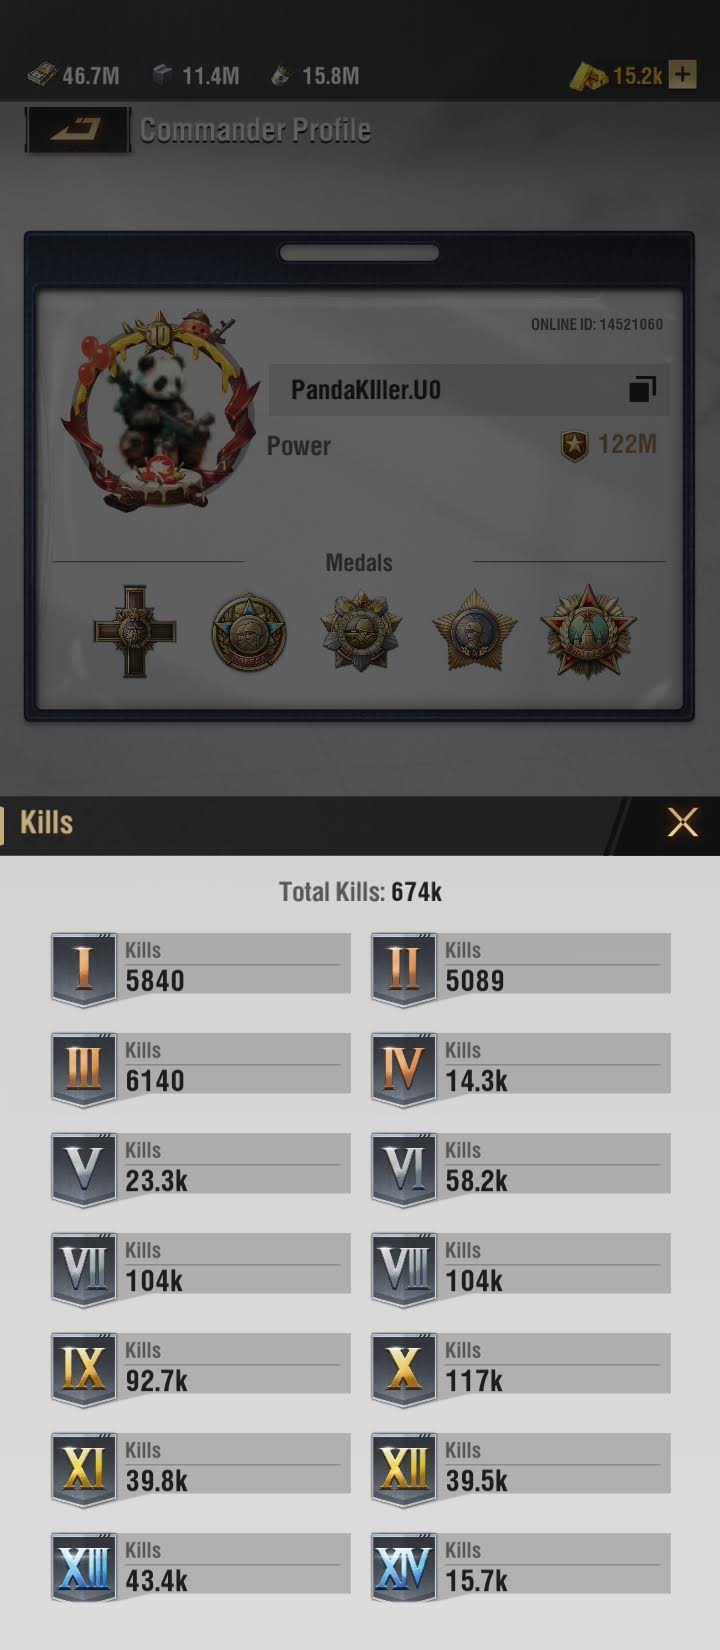 46.7M 11.4M 15.8M 15.2k +
Commander Profile
10
ONLINE ID: 14521060
PandaKIller.U0
Power 122M
Medals
Kills
Total Kills: 674k
I Kills 5840
II Kills 5089
III Kills 6140
IV Kills 14.3k
V Kills 23.3k
VI Kills 58.2k
VII Kills 104k
VIII Kills 104k
IX Kills 92.7k
X Kills 117k
XI Kills 39.8k
XII Kills 39.5k
XIII Kills 43.4k
XIV Kills 15.7k